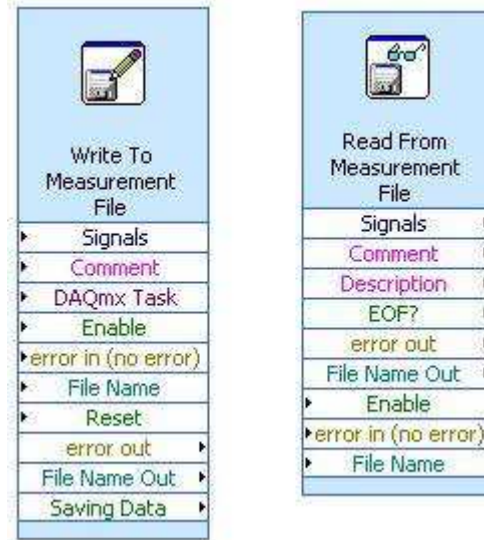 Write To
Measurement
File
Signals
Comment
DAQmx Task
Enable
error in (no error)
File Name
Reset
error out
File Name Out
Saving Data
Read From
Measurement
File
Signals
Comment
Description
EOF?
error out
File Name Out
Enable
error in (no error)
File Name